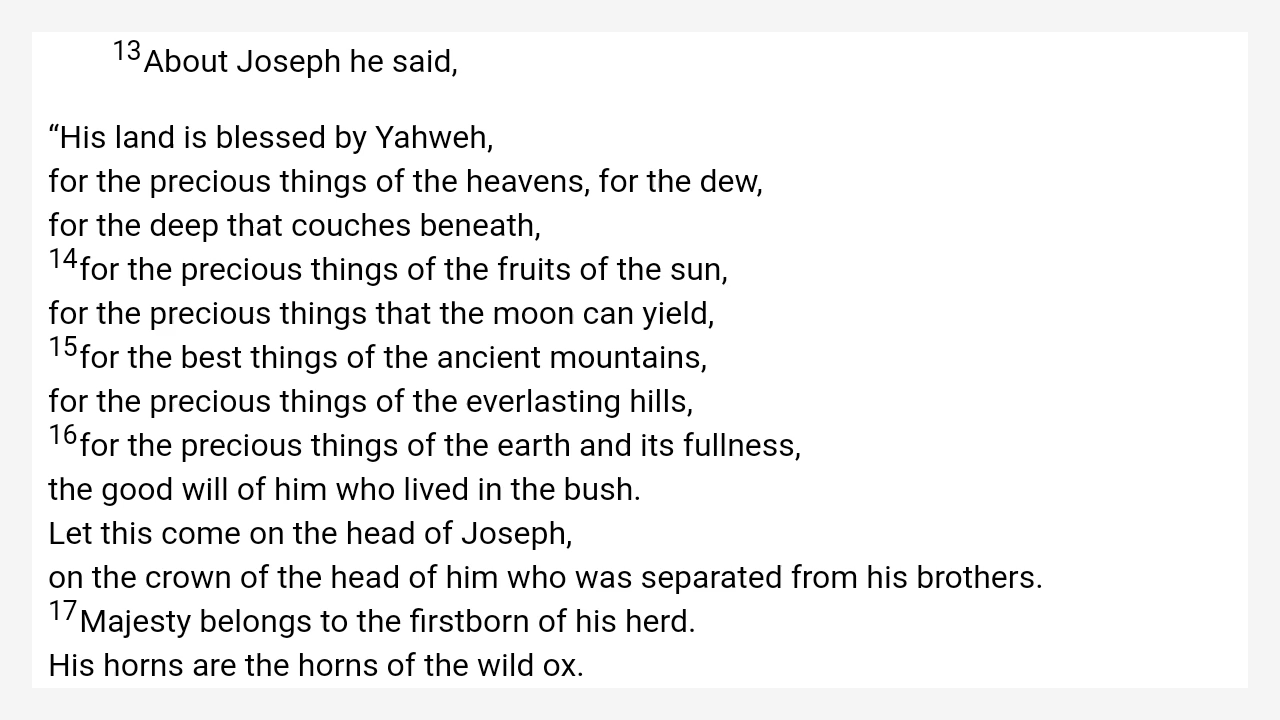 13About Joseph he said,
“His land is blessed by Yahweh,
for the precious things of the heavens, for the dew,
for the deep that couches beneath,
14for the precious things of the fruits of the sun,
for the precious things that the moon can yield,
15for the best things of the ancient mountains,
for the precious things of the everlasting hills,
16for the precious things of the earth and its fullness,
the good will of him who lived in the bush.
Let this come on the head of Joseph,
on the crown of the head of him who was separated from his brothers.
17Majesty belongs to the firstborn of his herd.
His horns are the horns of the wild ox.